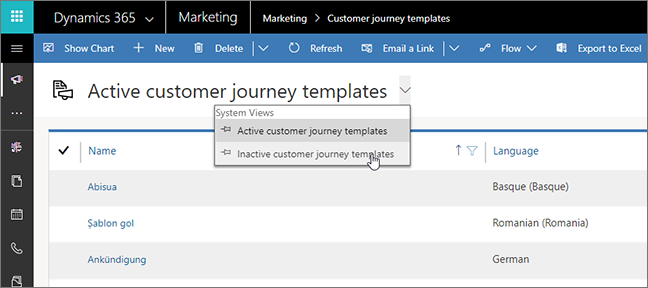 Dynamics 365 Marketing Marketing > Customer journey templates
Show Chart + New Delete Refresh Email a Link Flow Export to Excel
Active customer journey templates
System Views
Active customer journey templates
Inactive customer journey templates
Name Language
Abisua Basque (Basque)
Șablon gol Romanian (Romania)
Ankündigung German